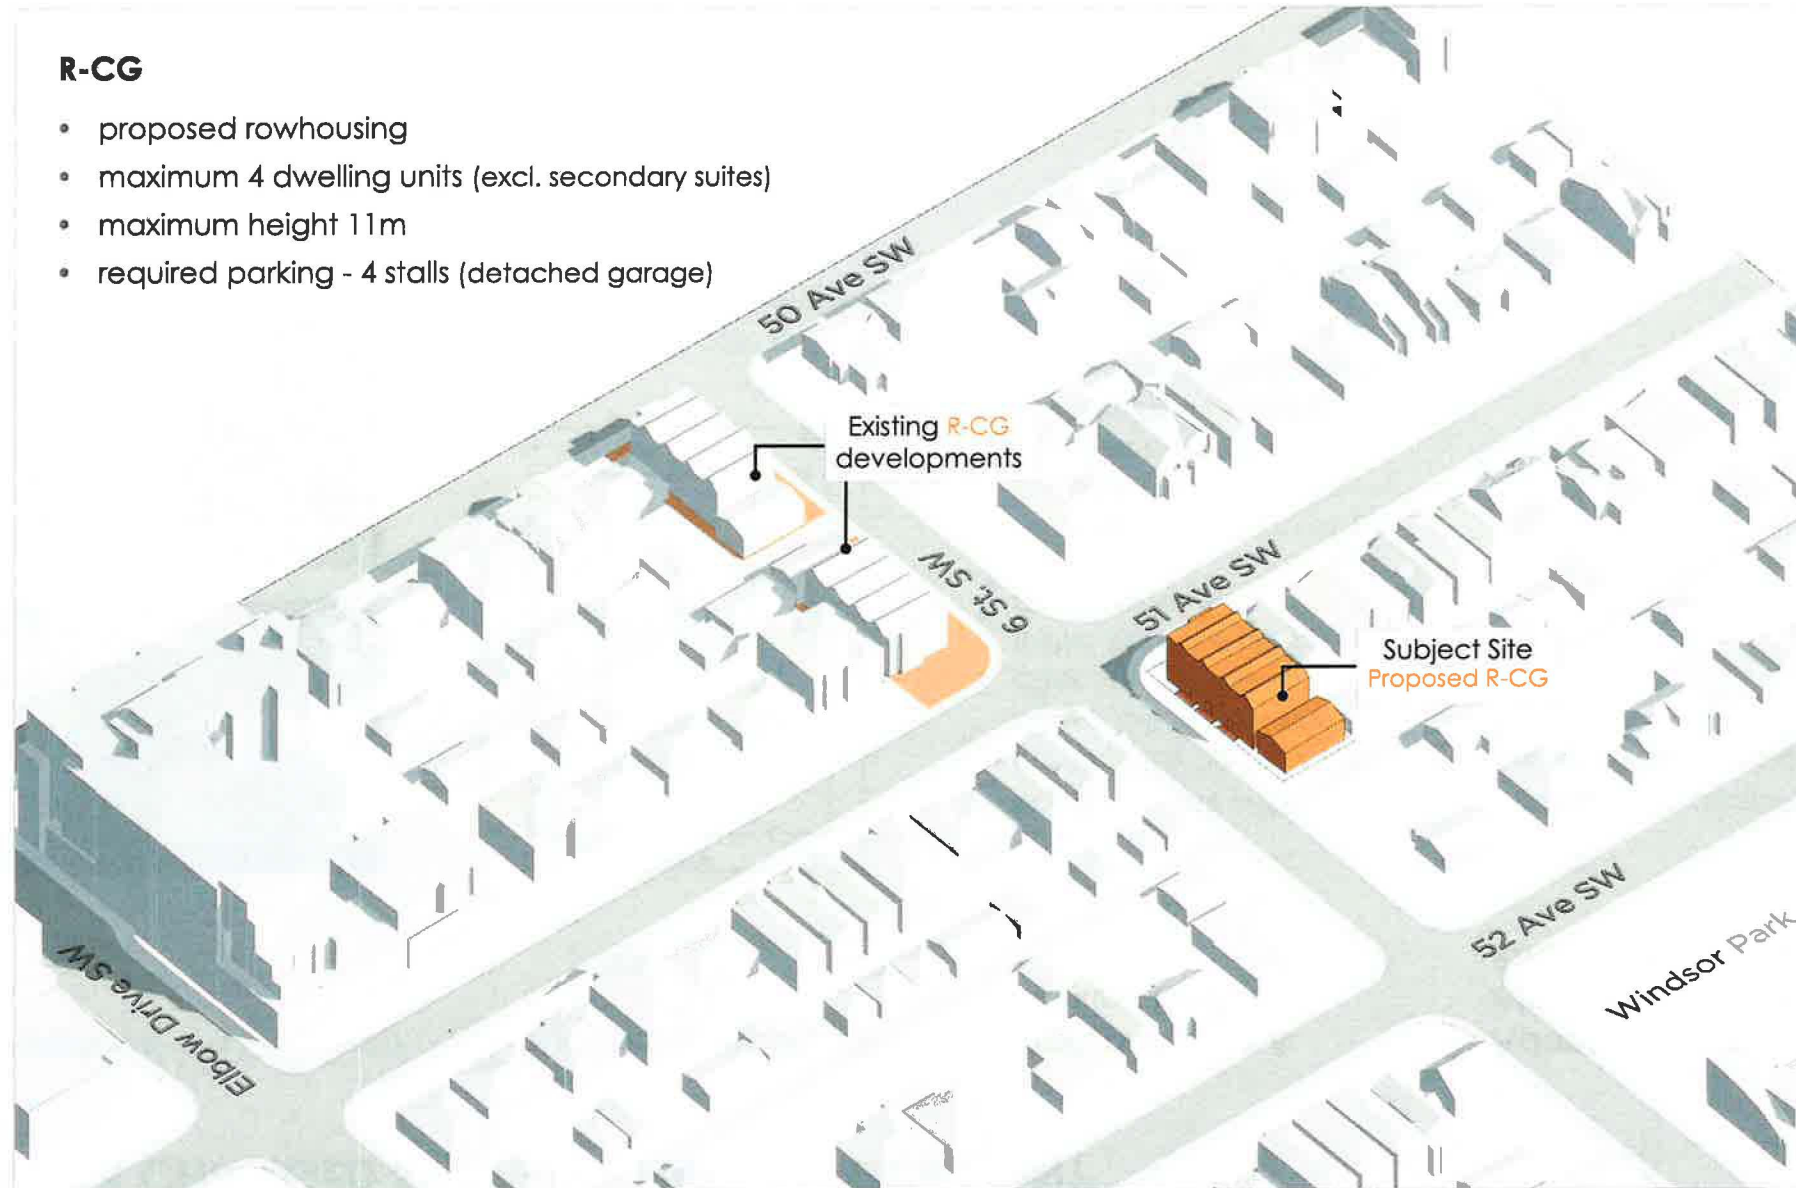 R-CG
• proposed rowhousing
• maximum 4 dwelling units (excl. secondary suites)
• maximum height 11m
• required parking - 4 stalls (detached garage)
50 Ave SW
Existing R-CG
developments
6 St. SW
51 Ave SW
Subject Site
Proposed R-CG
52 Ave SW
Windsor Park
Elbow Drive SW